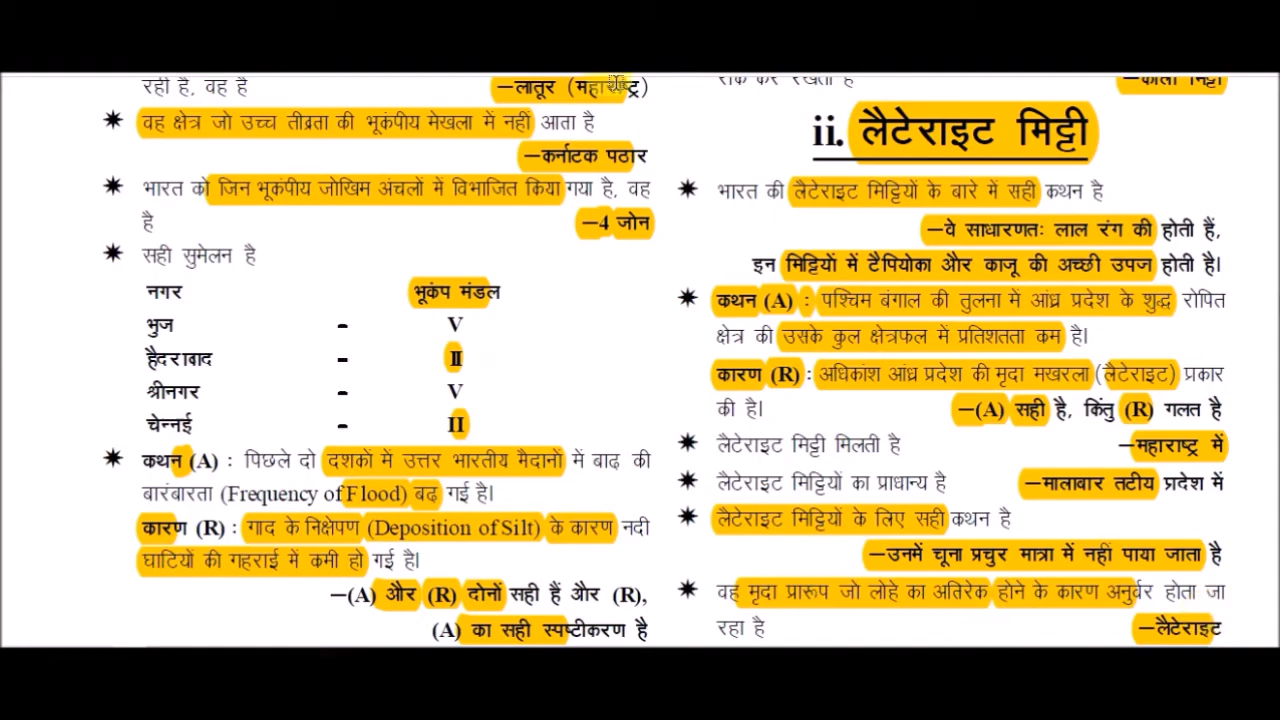 रही है, वह है –लातूर (महाराष्ट्र)
✷ वह क्षेत्र जो उच्च तीव्रता की भूकंपीय मेखला में नहीं आता है
–कर्नाटक पठार
✷ भारत को जिन भूकंपीय जोखिम अंचलों में विभाजित किया गया है, वह
है –4 जोन
✷ सही सुमेलन है
नगर भूकंप मंडल
भुज - V
हैदरावाद - II
श्रीनगर - V
चेन्नई - II
✷ कथन (A) : पिछले दो दशकों में उत्तर भारतीय मैदानों में बाढ़ की
बारंबारता (Frequency of Flood) बढ़ गई है।
कारण (R) : गाद के निक्षेपण (Deposition of Silt) के कारण नदी
घाटियों की गहराई में कमी हो गई है।
–(A) और (R) दोनों सही हैं और (R),
(A) का सही स्पष्टीकरण है
रोक कर रखता है –काली मिट्टी
ii. लैटेराइट मिट्टी
✷ भारत की लैटेराइट मिट्टियों के बारे में सही कथन है
–वे साधारणतः लाल रंग की होती हैं,
इन मिट्टियों में टैपियोका और काजू की अच्छी उपज होती है।
✷ कथन (A) : पश्चिम बंगाल की तुलना में आंध्र प्रदेश के शुद्ध रोपित
क्षेत्र की उसके कुल क्षेत्रफल में प्रतिशतता कम है।
कारण (R) : अधिकांश आंध्र प्रदेश की मृदा मखरला (लैटेराइट) प्रकार
की है। –(A) सही है, किंतु (R) गलत है
✷ लैटेराइट मिट्टी मिलती है –महाराष्ट्र में
✷ लैटेराइट मिट्टियों का प्राधान्य है –मालाबार तटीय प्रदेश में
✷ लैटेराइट मिट्टियों के लिए सही कथन है
–उनमें चूना प्रचुर मात्रा में नहीं पाया जाता है
✷ वह मृदा प्रारूप जो लोहे का अतिरेक होने के कारण अनुर्वर होता जा
रहा है –लैटेराइट